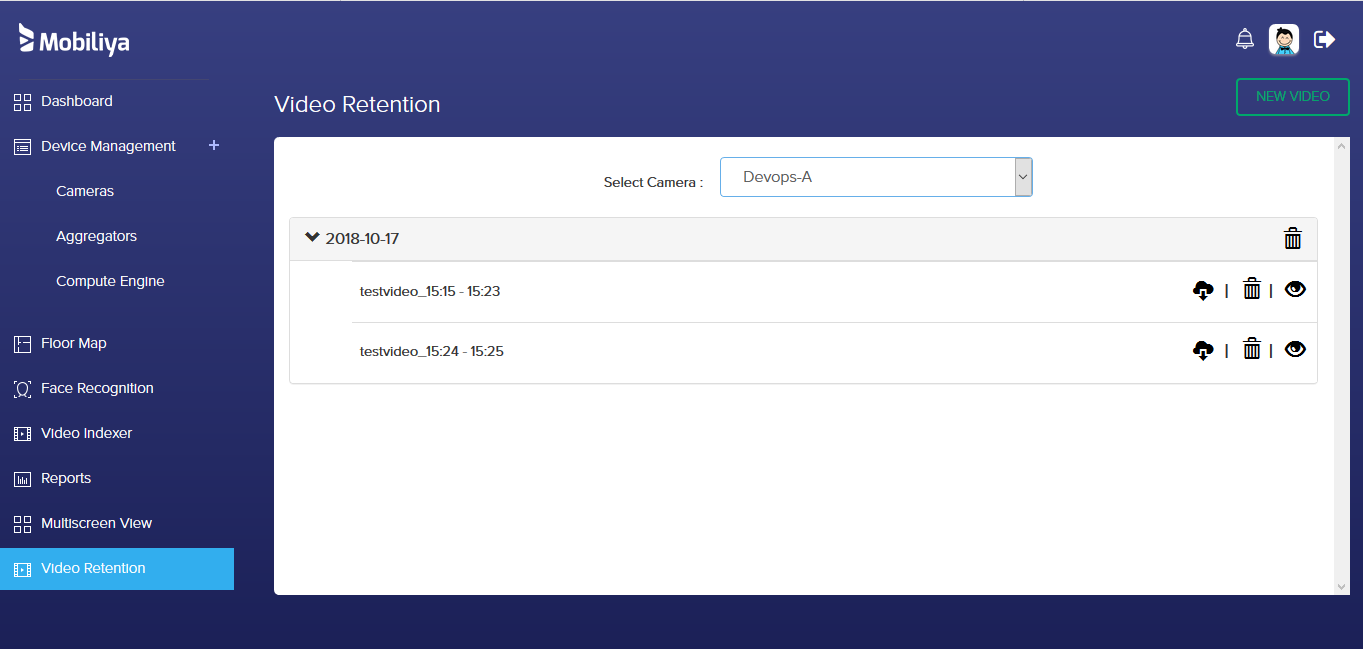 Mobiliya
Dashboard
Device Management +
Cameras
Aggregators
Compute Engine
Floor Map
Face Recognition
Video Indexer
Reports
Multiscreen View
Video Retention
Video Retention
NEW VIDEO
Select Camera :
Devops-A
2018-10-17
testvideo_15:15 - 15:23
| |
testvideo_15:24 - 15:25
| |